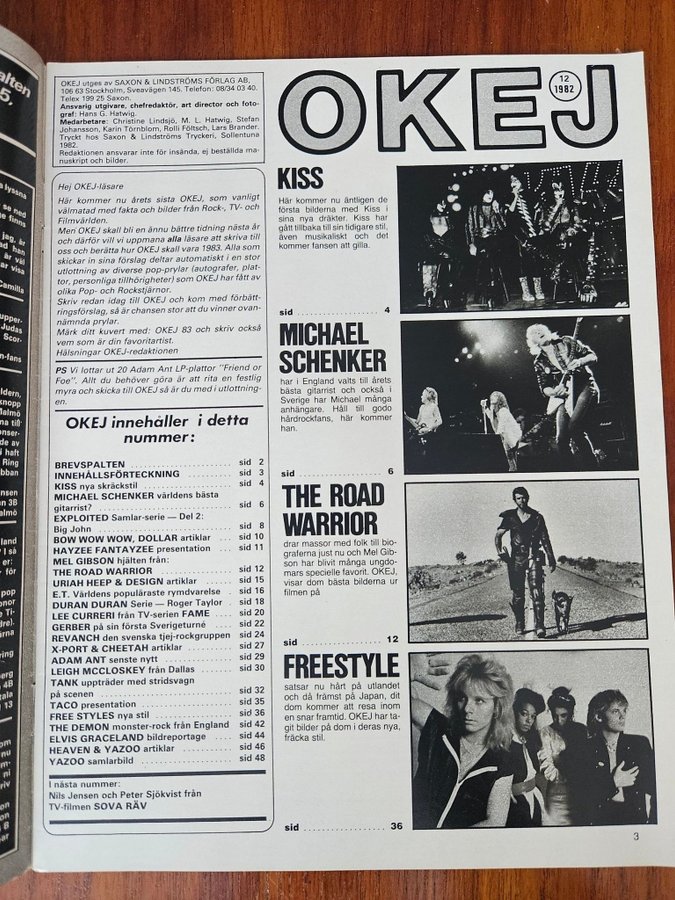 OKEJ utges av SAXON & LINDSTRÖMS FÖRLAG AB,
106 63 Stockholm, Sveavägen 145. Telefon: 08/34 03 40.
Telex 199 25 Saxon.
Ansvarig utgivare, chefredaktör, art director och foto-
graf: Hans G. Hatwig.
Medarbetare: Christine Lindsjö, M. L. Hatwig, Stefan
Johansson, Karin Törnblom, Rolli Föltsch, Lars Brander.
Tryckt hos Saxon & Lindströms Tryckeri, Sollentuna
1982.
Redaktionen ansvarar inte för insända, ej beställda ma-
nuskript och bilder.
OKEJ
12
1982
Hej OKEJ-läsare
Här kommer nu årets sista OKEJ, som vanligt
välmatad med fakta och bilder från Rock-, TV- och
Filmvärlden.
Men OKEJ skall bli en ännu bättre tidning nästa år
och därför vill vi uppmana alla läsare att skriva till
oss och berätta hur OKEJ skall vara 1983. Alla som
skickar in sina förslag deltar automatiskt i en stor
utlottning av diverse pop-prylar (autografer, plat-
tor, personliga tillhörigheter) som OKEJ har fått av
olika Pop- och Rockstjärnor.
Skriv redan idag till OKEJ och kom med förbätt-
ringsförslag, så är chansen stor att du vinner ovan-
nämnda prylar.
Märk ditt kuvert med: OKEJ 83 och skriv också
vem som är din favoritartist.
Hälsningar OKEJ-redaktionen
PS Vi lottar ut 20 Adam Ant LP-plattor "Friend or
Foe". Allt du behöver göra är att rita en festlig
myra och skicka till OKEJ så är du med i utlottning-
en.
OKEJ innehåller i detta
nummer:
BREVSPALTEN sid 2
INNEHÅLLSFÖRTECKNING sid 3
KISS nya skräckstil sid 4
MICHAEL SCHENKER världens bästa
gitarrist? sid 6
EXPLOITED Samlar-serie — Del 2:
Big John sid 8
BOW WOW WOW, DOLLAR artiklar sid 10
HAYZEE FANTAYZEE presentation sid 11
MEL GIBSON hjälten från:
THE ROAD WARRIOR sid 12
URIAH HEEP & DESIGN artiklar sid 15
E.T. Världens populäraste rymdvarelse sid 16
DURAN DURAN Serie — Roger Taylor sid 18
LEE CURRERI från TV-serien FAME sid 20
GERBER på sin första Sverigeturné sid 22
REVANCH den svenska tjej-rockgruppen sid 24
X-PORT & CHEETAH artiklar sid 27
ADAM ANT senste nytt sid 29
LEIGH MCCLOSKEY från Dallas sid 30
TANK uppträder med stridsvagn
på scenen sid 32
TACO presentation sid 35
FREE STYLES nya stil sid 36
THE DEMON monster-rock från England sid 42
ELVIS GRACELAND bildreportage sid 44
HEAVEN & YAZOO artiklar sid 46
YAZOO samlarbild sid 48
I nästa nummer:
Nils Jensen och Peter Sjökvist från
TV-filmen SOVA RÄV
KISS
Här kommer nu äntligen de
första bilderna med Kiss i
sina nya dräkter. Kiss har
gått tillbaka till sin tidigare stil,
även musikaliskt och det
kommer fansen att gilla.
sid 4
MICHAEL
SCHENKER
har i England valts till årets
bästa gitarrist och också i
Sverige har Michael många
anhängare. Håll till godo
hårdrockfans, här kommer
han.
sid 6
THE ROAD
WARRIOR
drar massor med folk till bio-
graferna just nu och Mel Gib-
son har blivit många ungdo-
mars specielle favorit. OKEJ,
visar dom bästa bilderna ur
filmen på
sid 12
FREESTYLE
satsar nu hårt på utlandet
och då främst på Japan, dit
dom kommer att resa inom
en snar framtid. OKEJ har ta-
git bilder på dom i deras nya,
fräcka stil.
sid 36
3